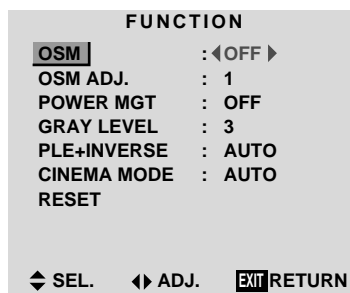 FUNCTION
OSM : OFF
OSM ADJ. : 1
POWER MGT : OFF
GRAY LEVEL : 3
PLE+INVERSE : AUTO
CINEMA MODE : AUTO
RESET
SEL. ADJ. EXIT RETURN